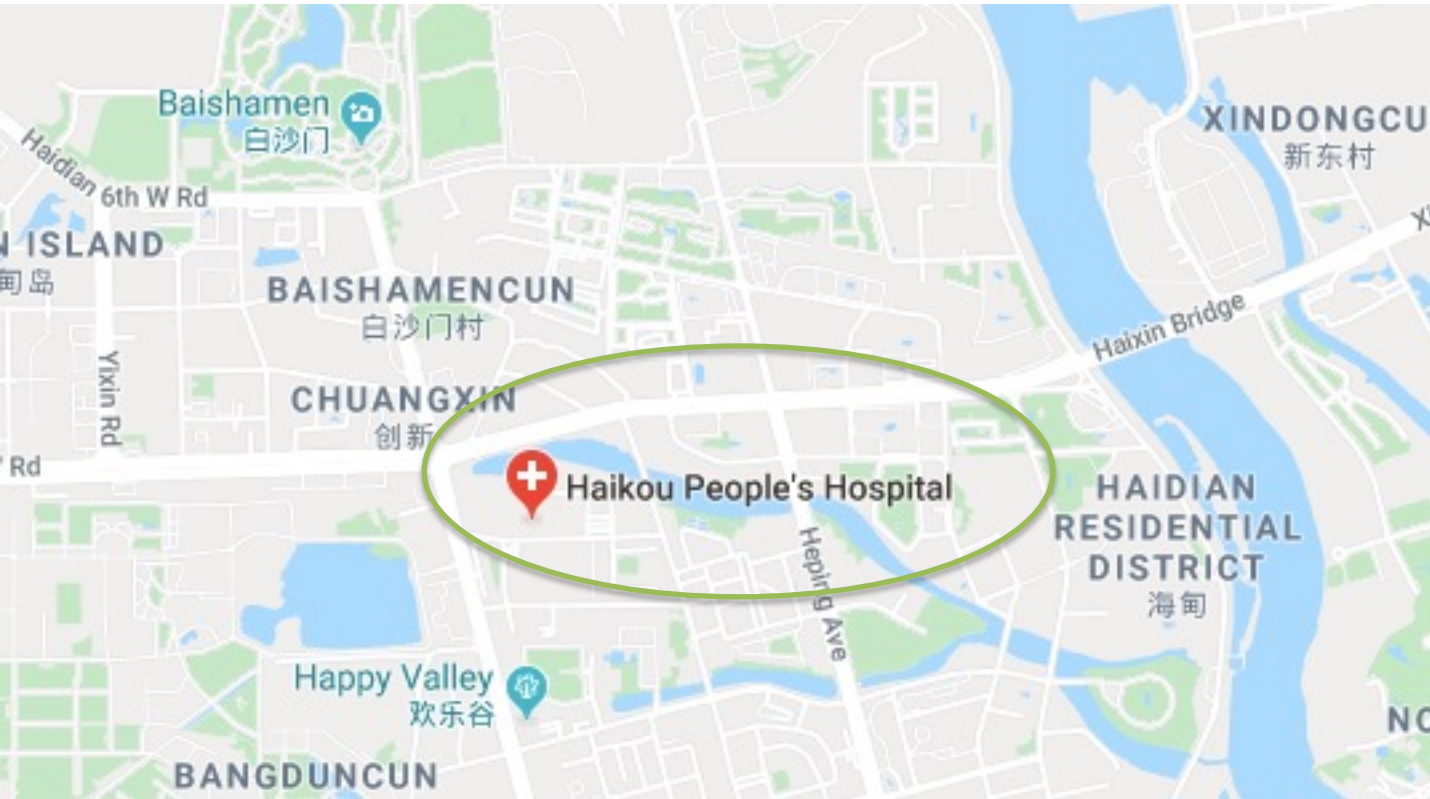 Baishamen
白沙门
XINDONGCU
新东村
Haidian 6th W Rd
N ISLAND
甸岛
BAISHAMENCUN
白沙门村
Haixin Bridge
Yixin Rd
CHUANGXIN
创新
Rd
Haikou People's Hospital
HAIDIAN
RESIDENTIAL
DISTRICT
海甸
Heping Ave
Happy Valley
欢乐谷
NO
BANGDUNCUN